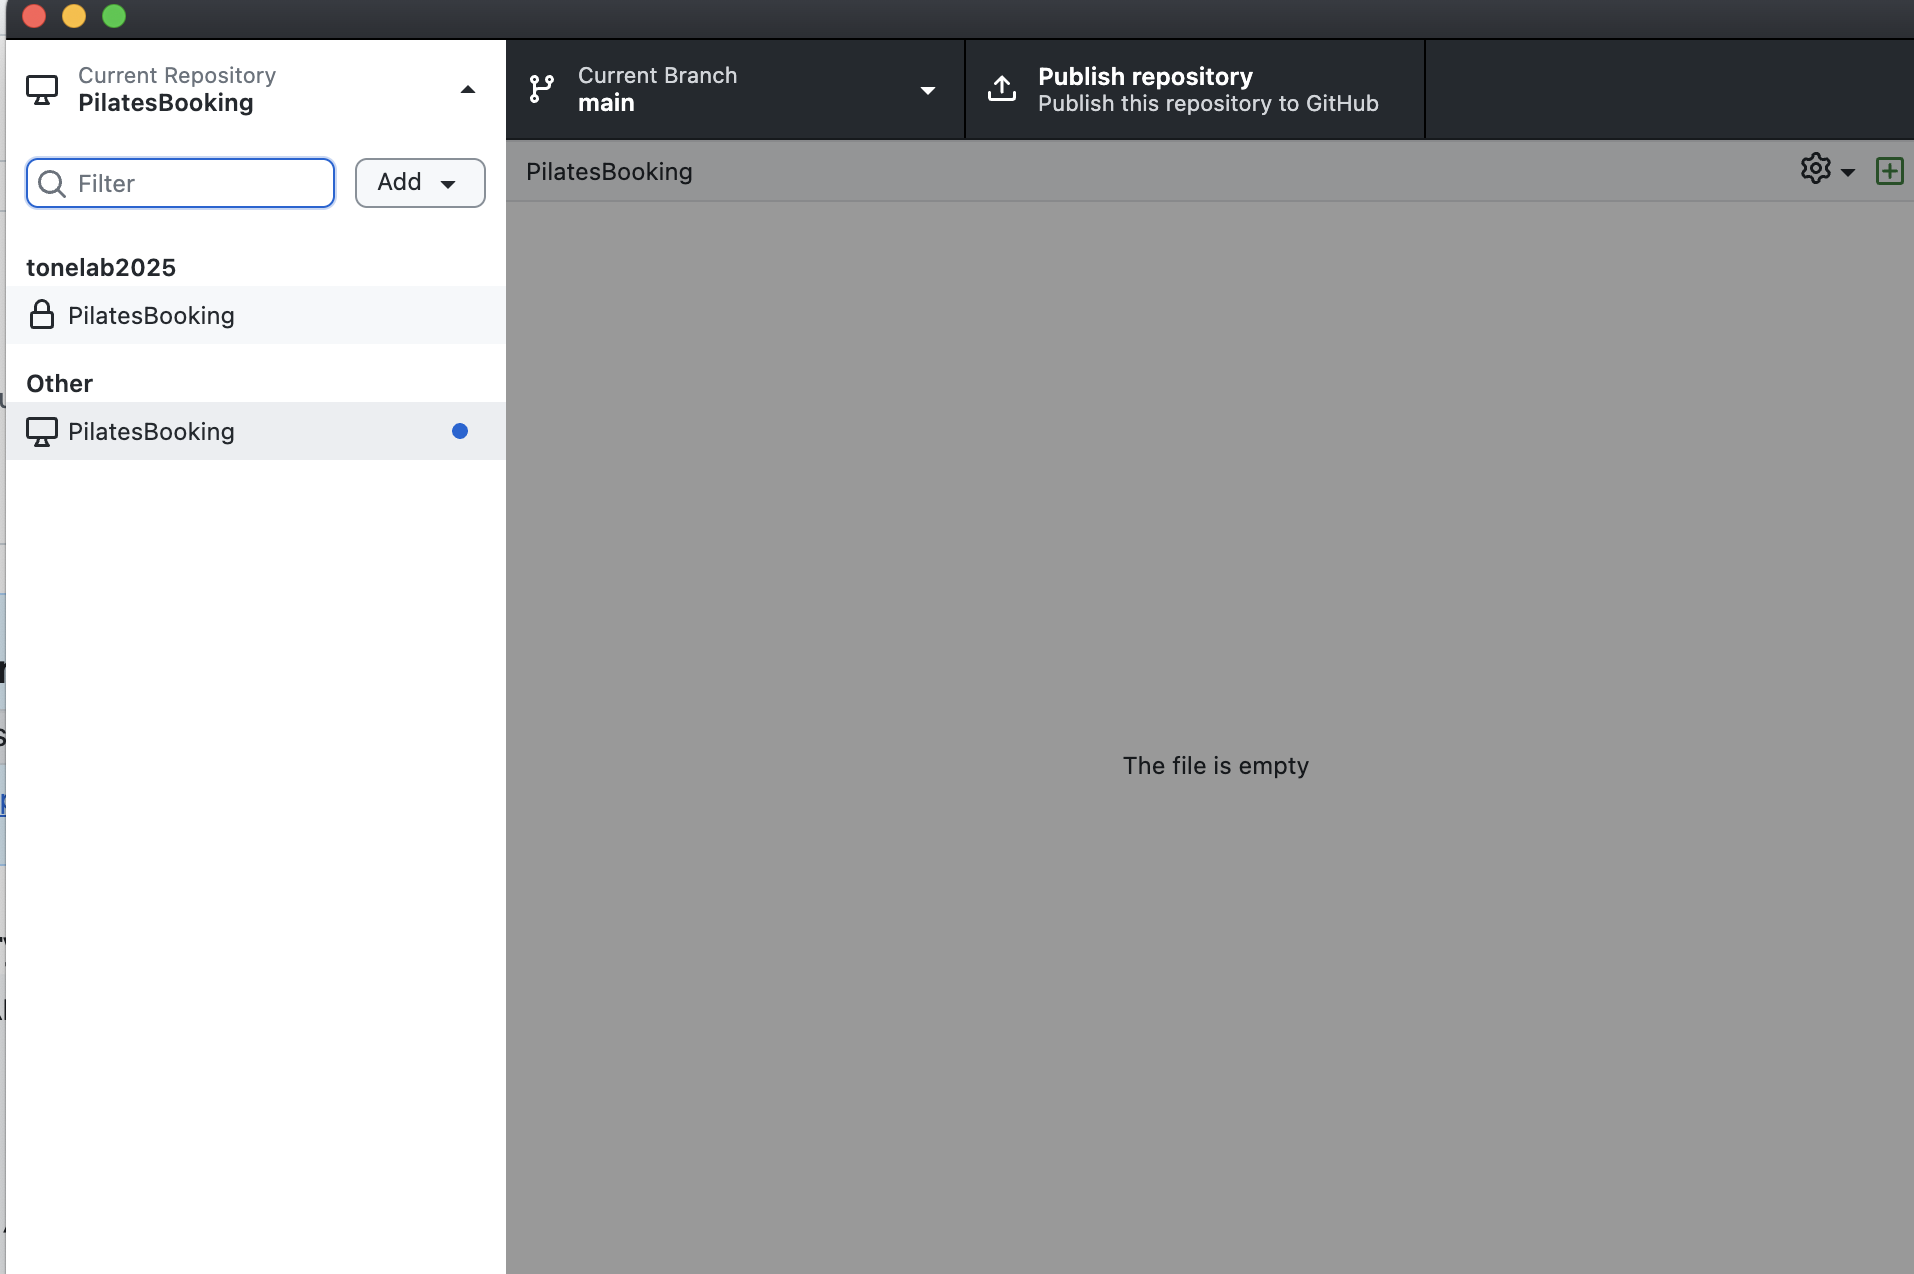 Current Repository
PilatesBooking
Current Branch
main
Publish repository
Publish this repository to GitHub
Filter
Add
PilatesBooking
tonelab2025
PilatesBooking
Other
PilatesBooking
The file is empty